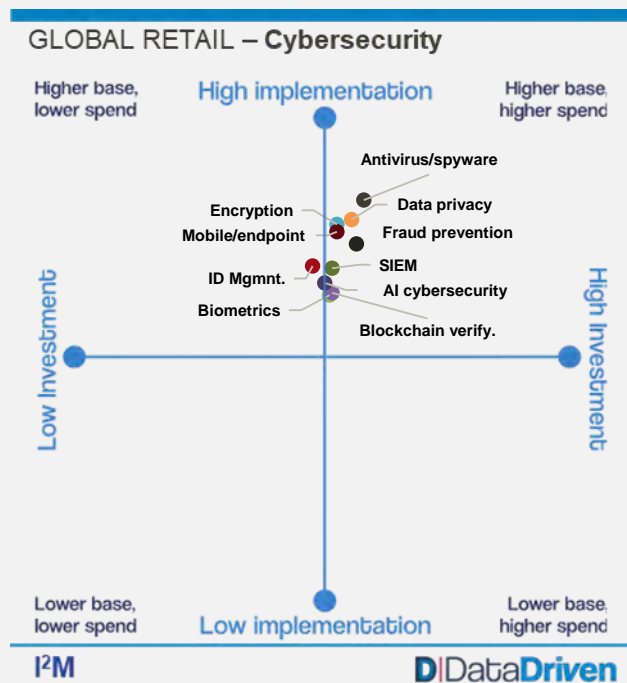 GLOBAL RETAIL – Cybersecurity
Higher base,
lower spend
High implementation
Higher base,
higher spend
Antivirus/spyware
Encryption
Data privacy
Mobile/endpoint
Fraud prevention
ID Mgmnt.
SIEM
AI cybersecurity
Biometrics
Blockchain verify.
Low Investment
High Investment
Lower base,
lower spend
Low implementation
Lower base,
higher spend
I²M
D|DataDriven